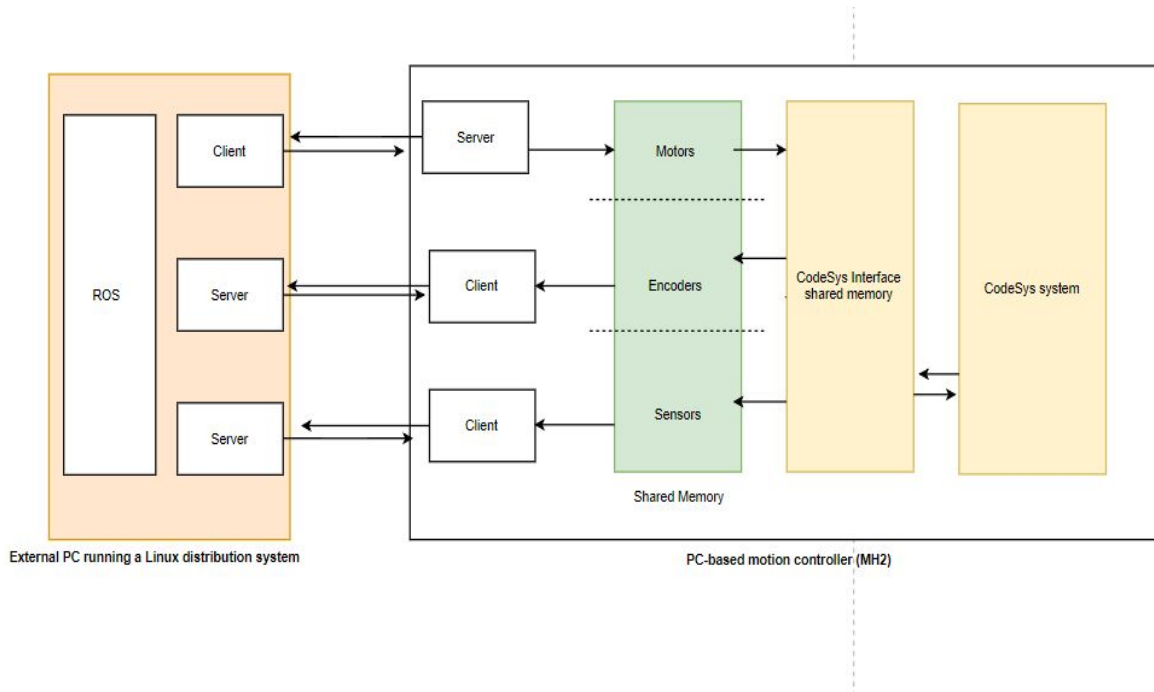 Client
Server
Motors
ROS
Server
Client
Encoders
CodeSys Interface
shared memory
CodeSys system
Server
Client
Sensors
Shared Memory
External PC running a Linux distribution system
PC-based motion controller (MH2)